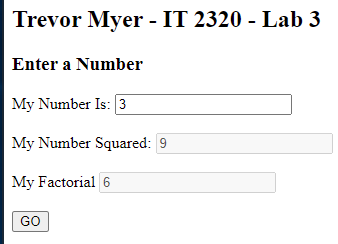 Trevor Myer - IT 2320 - Lab 3
Enter a Number
My Number Is: 3
My Number Squared: 9
My Factorial 6
GO